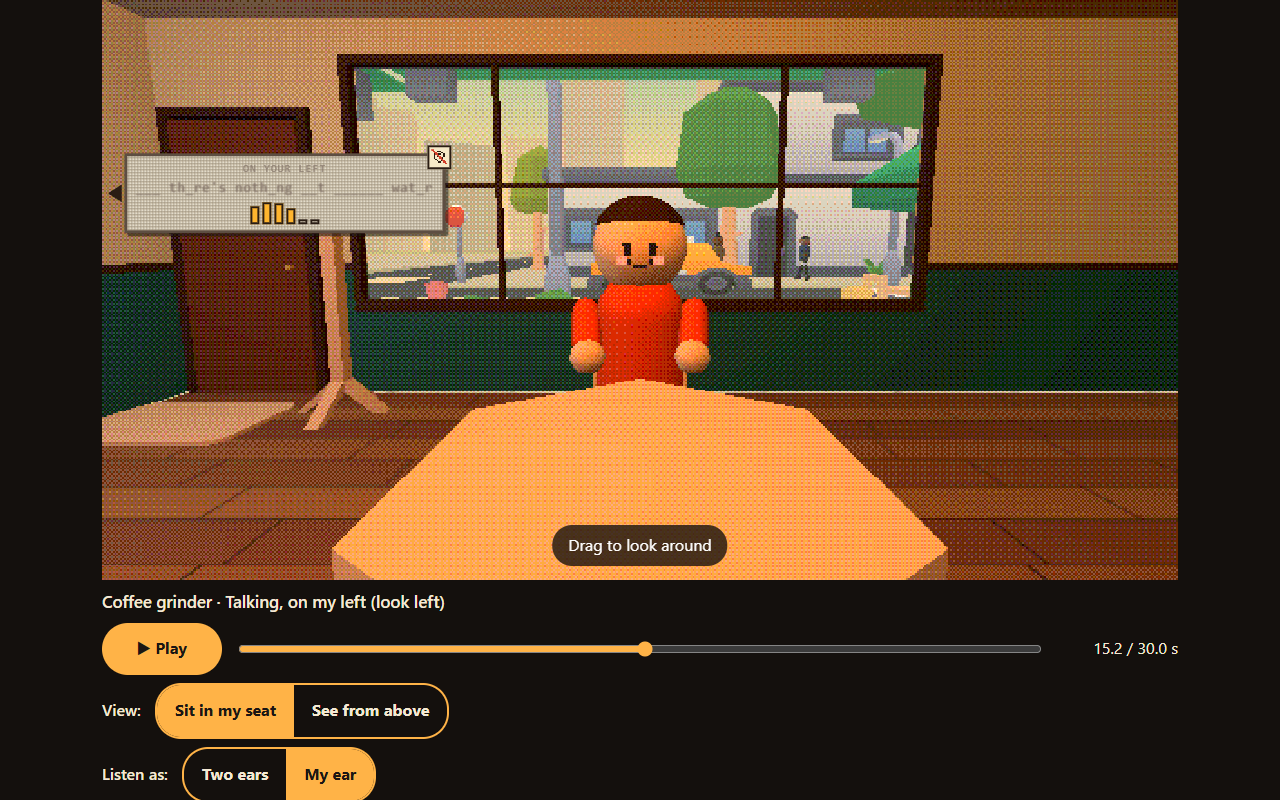 ON YOUR LEFT
___ th_re's noth_ng __t ______ wat_r
Drag to look around
Coffee grinder · Talking, on my left (look left)
▶ Play
15.2 / 30.0 s
View:
Sit in my seat
See from above
Listen as:
Two ears
My ear